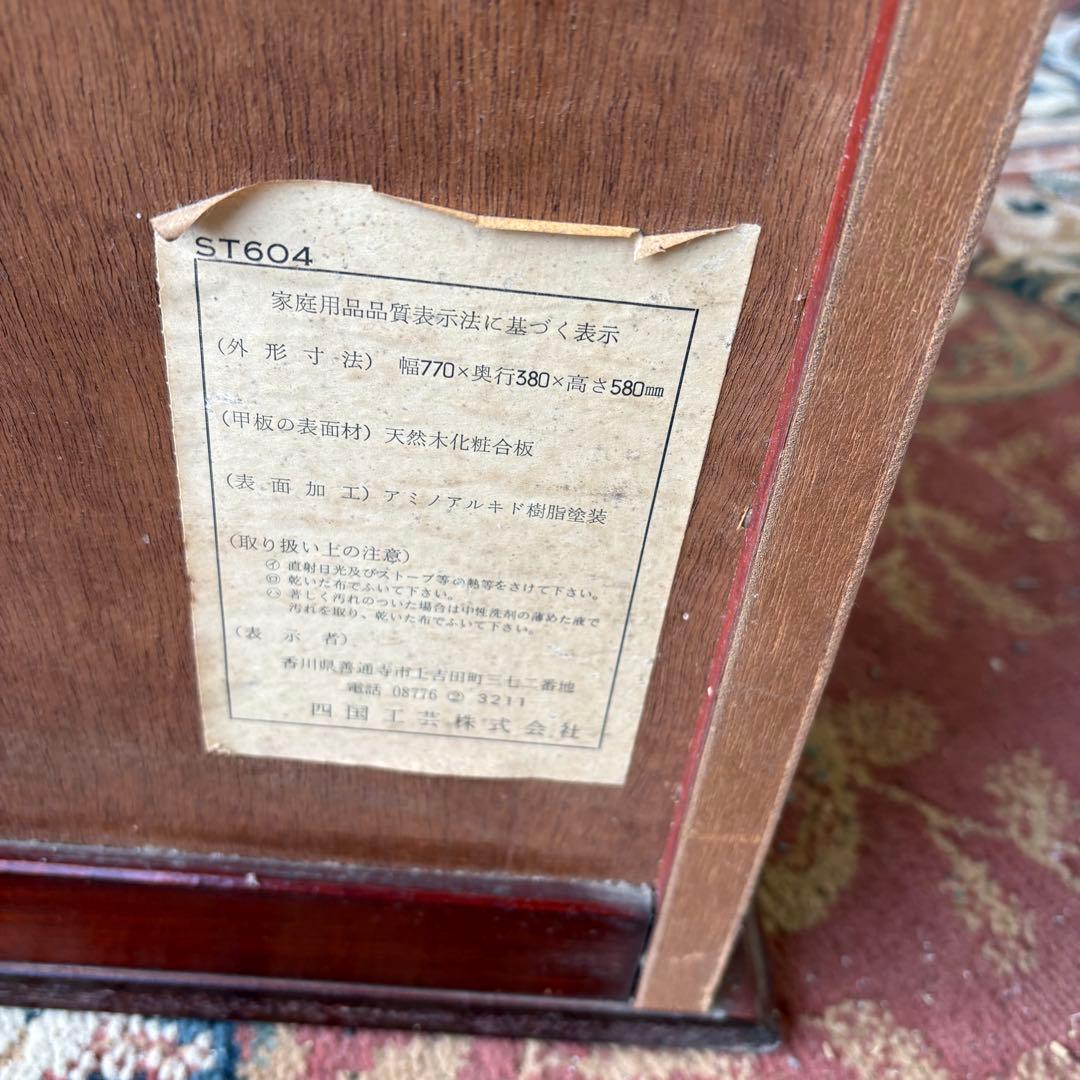 ST604
家庭用品品質表示法に基づく表示
(外形寸法) 幅770×奥行380×高さ580㎜
(甲板の表面材) 天然木化粧合板
(表面加工) アミノアルキド樹脂塗装
(取り扱い上の注意)
㋑ 直射日光及びストーブ等の熱等をさけて下さい。
㋺ 乾いた布でふいて下さい。
㋩ 著しく汚れのついた場合は中性洗剤の薄めた液で
汚れを取り、乾いた布でふいて下さい。
(表示者)
香川県善通寺市上吉田町三七二番地
電話 08776 ② 3211
四国工芸株式会社